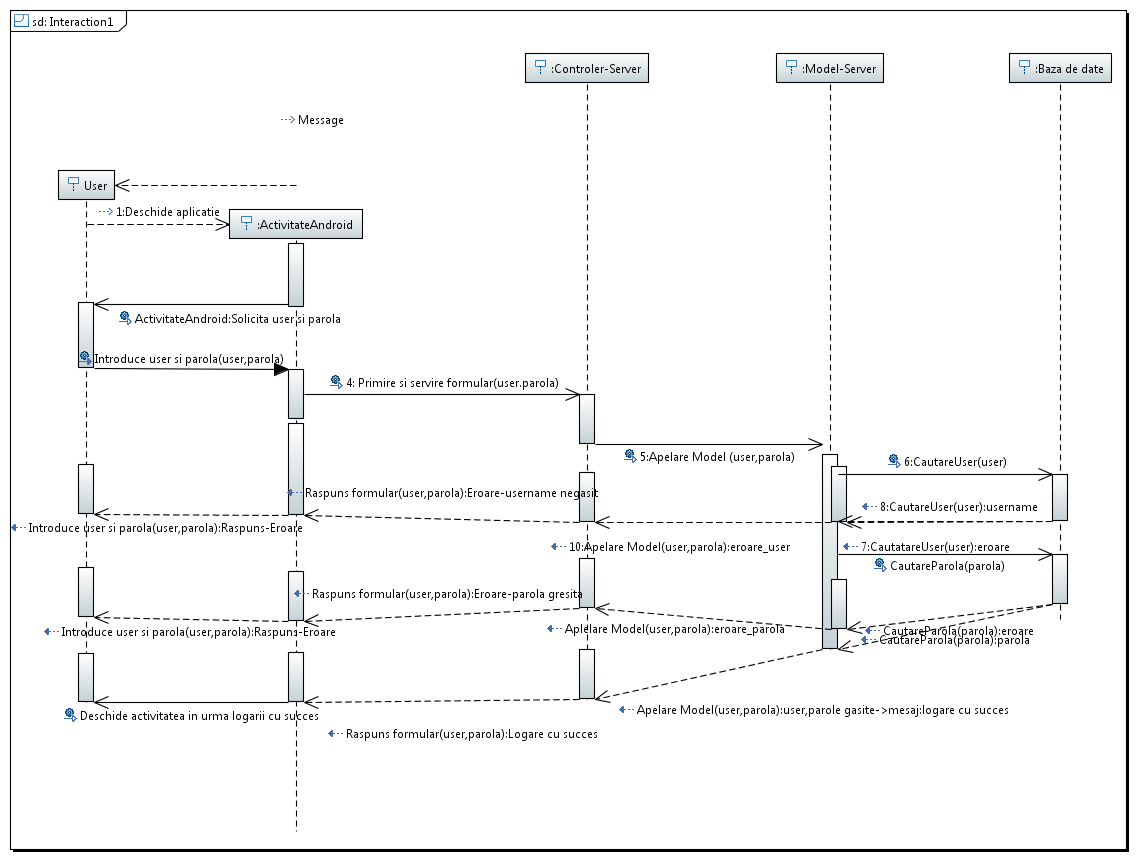 sd: Interaction1
:Controler-Server
:Model-Server
:Baza de date
Message
User
1:Deschide aplicatie
:ActivitateAndroid
ActivitateAndroid:Solicita user si parola
Introduce user si parola(user,parola)
4: Primire si servire formular(user.parola)
5:Apelare Model (user,parola)
6:CautareUser(user)
Raspuns formular(user,parola):Eroare-username negasit
8:CautareUser(user):username
Introduce user si parola(user,parola):Raspuns-Eroare
10:Apelare Model(user,parola):eroare_user
7:CautatareUser(user):eroare
CautareParola(parola)
Raspuns formular(user,parola):Eroare-parola gresita
Introduce user si parola(user,parola):Raspuns-Eroare
Aplelare Model(user,parola):eroare_parola
CautareParola(parola):eroare
CautareParola(parola):parola
Deschide activitatea in urma logarii cu succes
Apelare Model(user,parola):user,parole gasite->mesaj:logare cu succes
Raspuns formular(user,parola):Logare cu succes